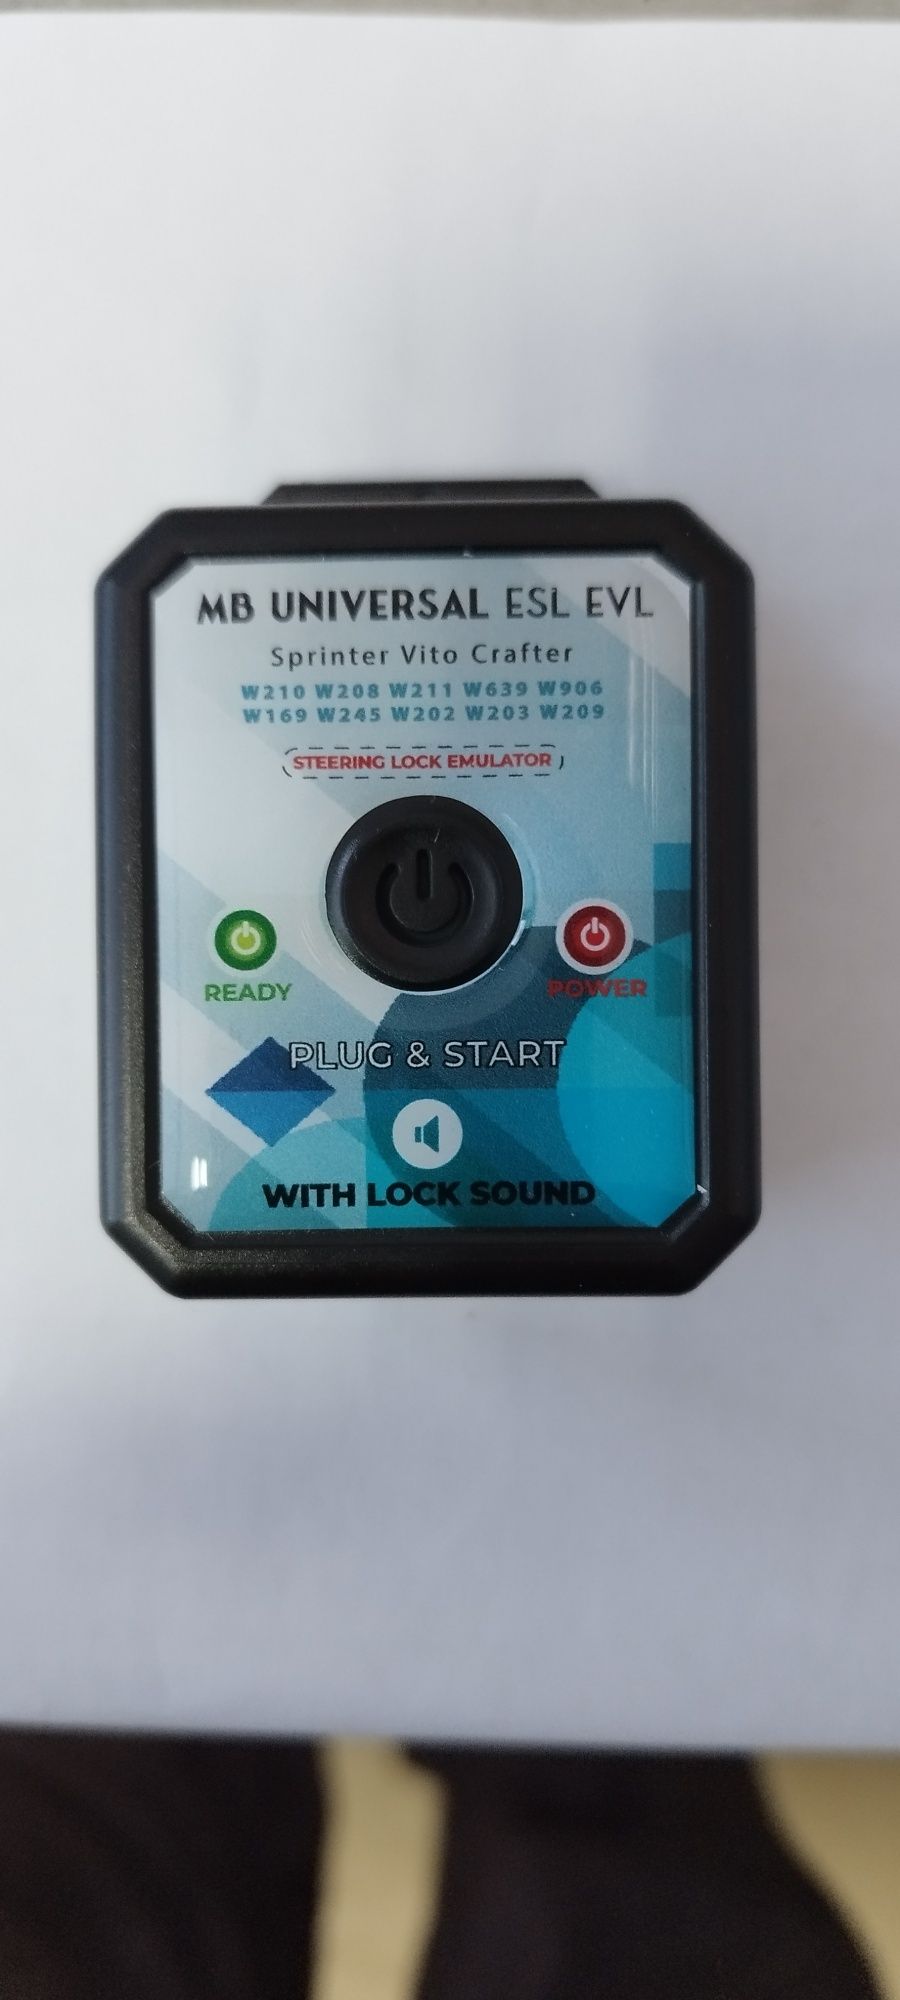 MB UNIVERSAL ESL EVL
Sprinter Vito Crafter
W210 W208 W211 W639 W906
W169 W245 W202 W203 W209
STEERING LOCK EMULATOR
READY
POWER
PLUG & START
WITH LOCK SOUND